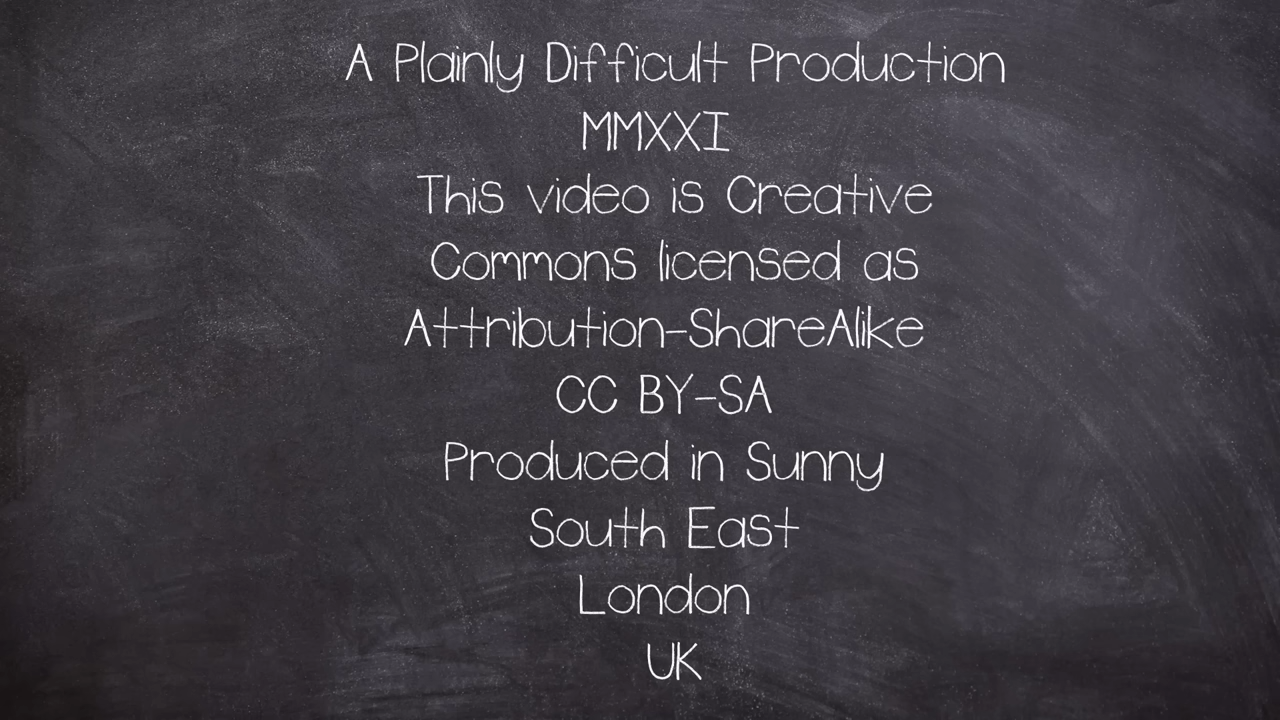 A Plainly Difficult Production
MMXXI
This video is Creative
Commons licensed as
Attribution-ShareAlike
CC BY-SA
Produced in Sunny
South East
London
UK